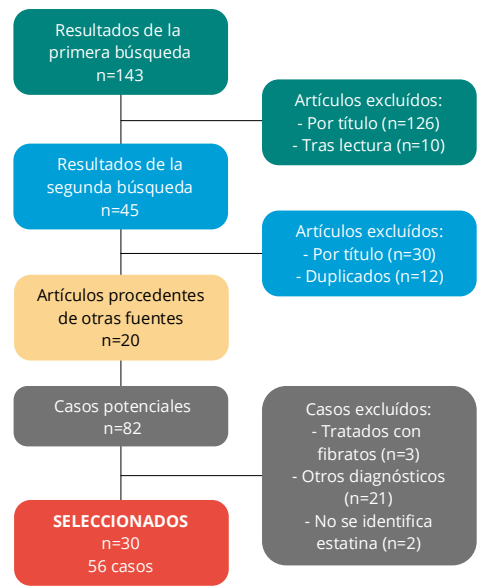 Resultados de la
primera búsqueda
n=143
Artículos excluídos:
- Por título (n=126)
- Tras lectura (n=10)
Resultados de la
segunda búsqueda
n=45
Artículos excluídos:
- Por título (n=30)
- Duplicados (n=12)
Artículos procedentes
de otras fuentes
n=20
Casos potenciales
n=82
Casos excluídos:
- Tratados con
fibratos (n=3)
- Otros diagnósticos
(n=21)
- No se identifica
estatina (n=2)
SELECCIONADOS
n=30
56 casos